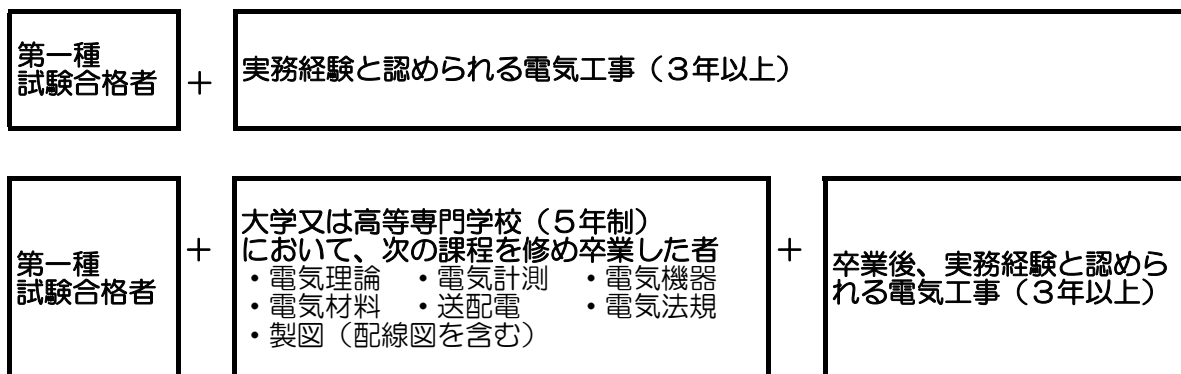 第一種
試験合格者
＋
実務経験と認められる電気工事（３年以上）
第一種
試験合格者
＋
大学又は高等専門学校（５年制）
において、次の課程を修め卒業した者
・電気理論　・電気計測　・電気機器
・電気材料　・送配電　・電気法規
・製図（配線図を含む）
＋
卒業後、実務経験と認めら
れる電気工事（３年以上）